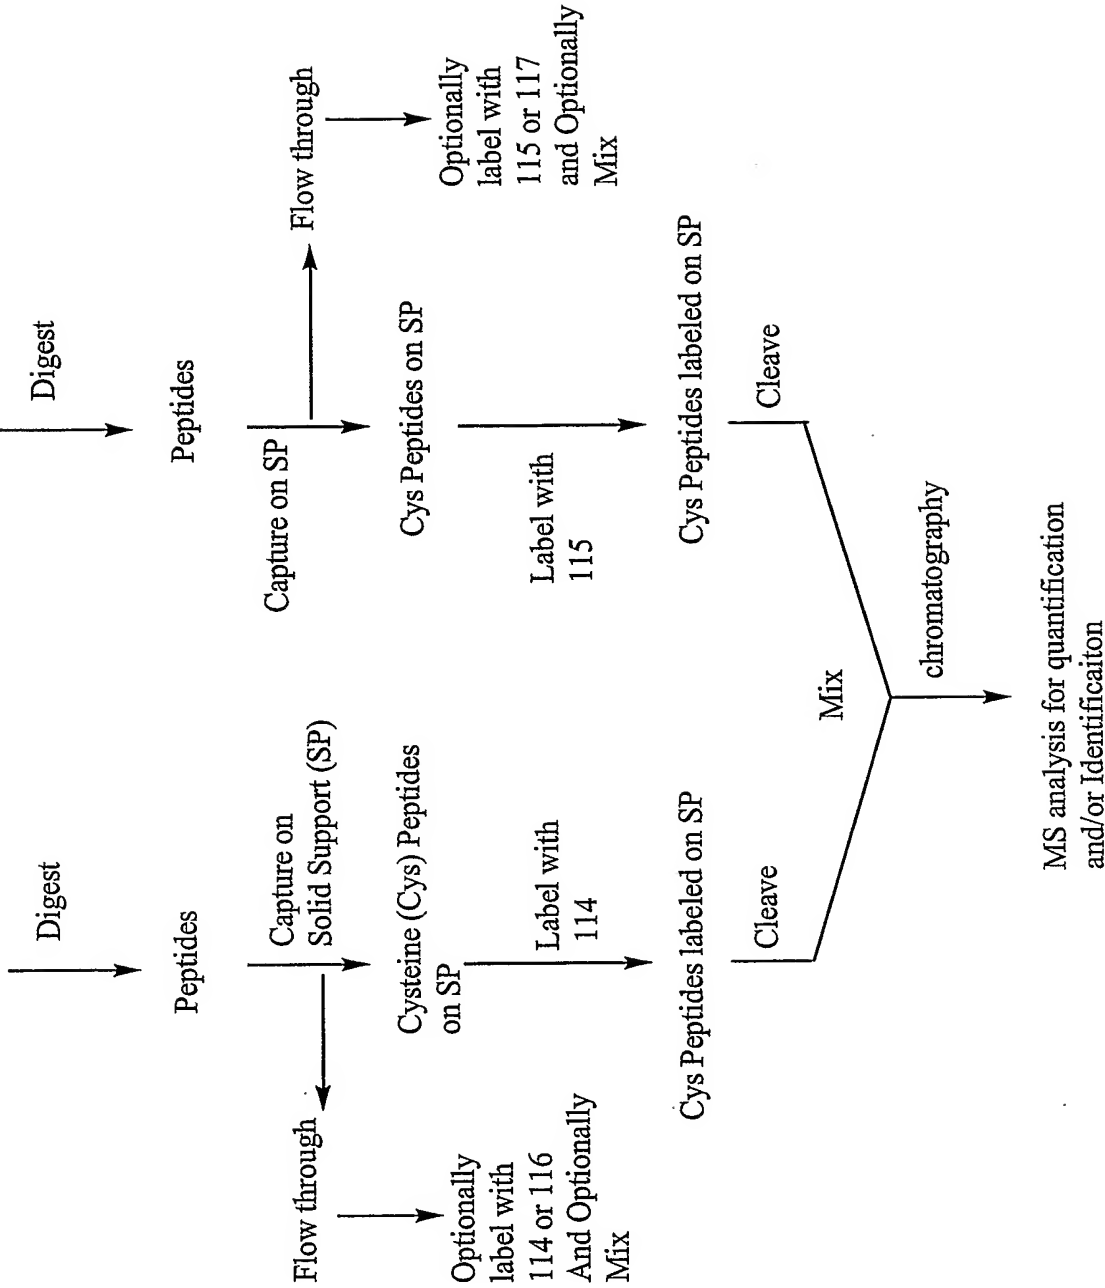 Digest
Digest
Peptides
Peptides
Capture on
Solid Support (SP)
Capture on SP
Flow through
Flow through
Cysteine (Cys) Peptides
on SP
Cys Peptides on SP
Optionally
label with
114 or 116
And Optionally
Mix
Optionally
label with
115 or 117
and Optionally
Mix
Label with
114
Label with
115
Cys Peptides labeled on SP
Cys Peptides labeled on SP
Cleave
Cleave
Mix
chromatography
MS analysis for quantification
and/or Identificaiton